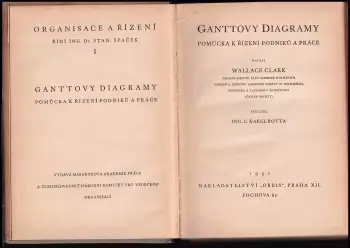 ORGANISACE A ŘÍZENÍ
ŘÍDÍ ING. Dr. STAN. ŠPAČEK
I
GANTTOVY DIAGRAMY
POMŮCKA K ŘÍZENÍ PODNIKŮ A PRÁCE
VYDÁVÁ MASARYKOVA AKADEMIE PRÁCE
A ČESKOSLOVENSKÝ NÁRODNÍ KOMITÉT PRO VĚDECKOU
ORGANISACI
GANTTOVY DIAGRAMY
POMŮCKA K ŘÍZENÍ PODNIKŮ A PRÁCE
NAPSAL
WALLACE CLARK
PŘELOŽIL
ING. C. KAREL BOTTA
NAKLADATELSTVÍ „ORBIS", PRAHA XII,
FOCHOVA 62